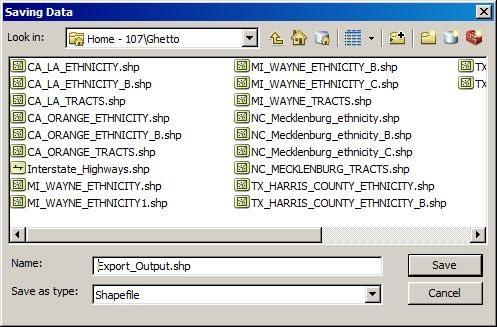 Saving Data
Look in: Home - 107\Ghetto
CA_LA_ETHNICITY.shp
CA_LA_ETHNICITY_B.shp
CA_LA_TRACTS.shp
CA_ORANGE_ETHNICITY.shp
CA_ORANGE_ETHNICITY_B.shp
CA_ORANGE_TRACTS.shp
Interstate_Highways.shp
MI_WAYNE_ETHNICITY.shp
MI_WAYNE_ETHNICITY1.shp
MI_WAYNE_ETHNICITY_B.shp
MI_WAYNE_ETHNICITY_C.shp
MI_WAYNE_TRACTS.shp
NC_Mecklenburg_ethnicity.shp
NC_Mecklenburg_ethnicity_B.shp
NC_Mecklenburg_ethnicity_C.shp
NC_MECKLENBURG_TRACTS.shp
TX_HARRIS_COUNTY_ETHNICITY.shp
TX_HARRIS_COUNTY_ETHNICITY_B.shp
TX
TX
Name: Export_Output.shp
Save
Save as type: Shapefile
Cancel